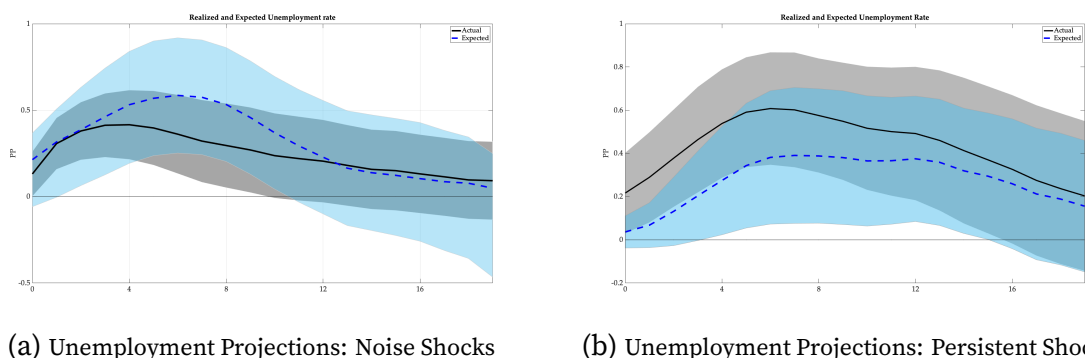 Realized and Expected Unemployment rate
Actual
Expected
1
0.5
0
-0.5
PP
0
4
8
12
16
(a) Unemployment Projections: Noise Shocks
Realized and Expected Unemployment Rate
Actual
Expected
1
0.8
0.6
0.4
0.2
0
-0.2
PP
0
4
8
12
16
(b) Unemployment Projections: Persistent Shoc